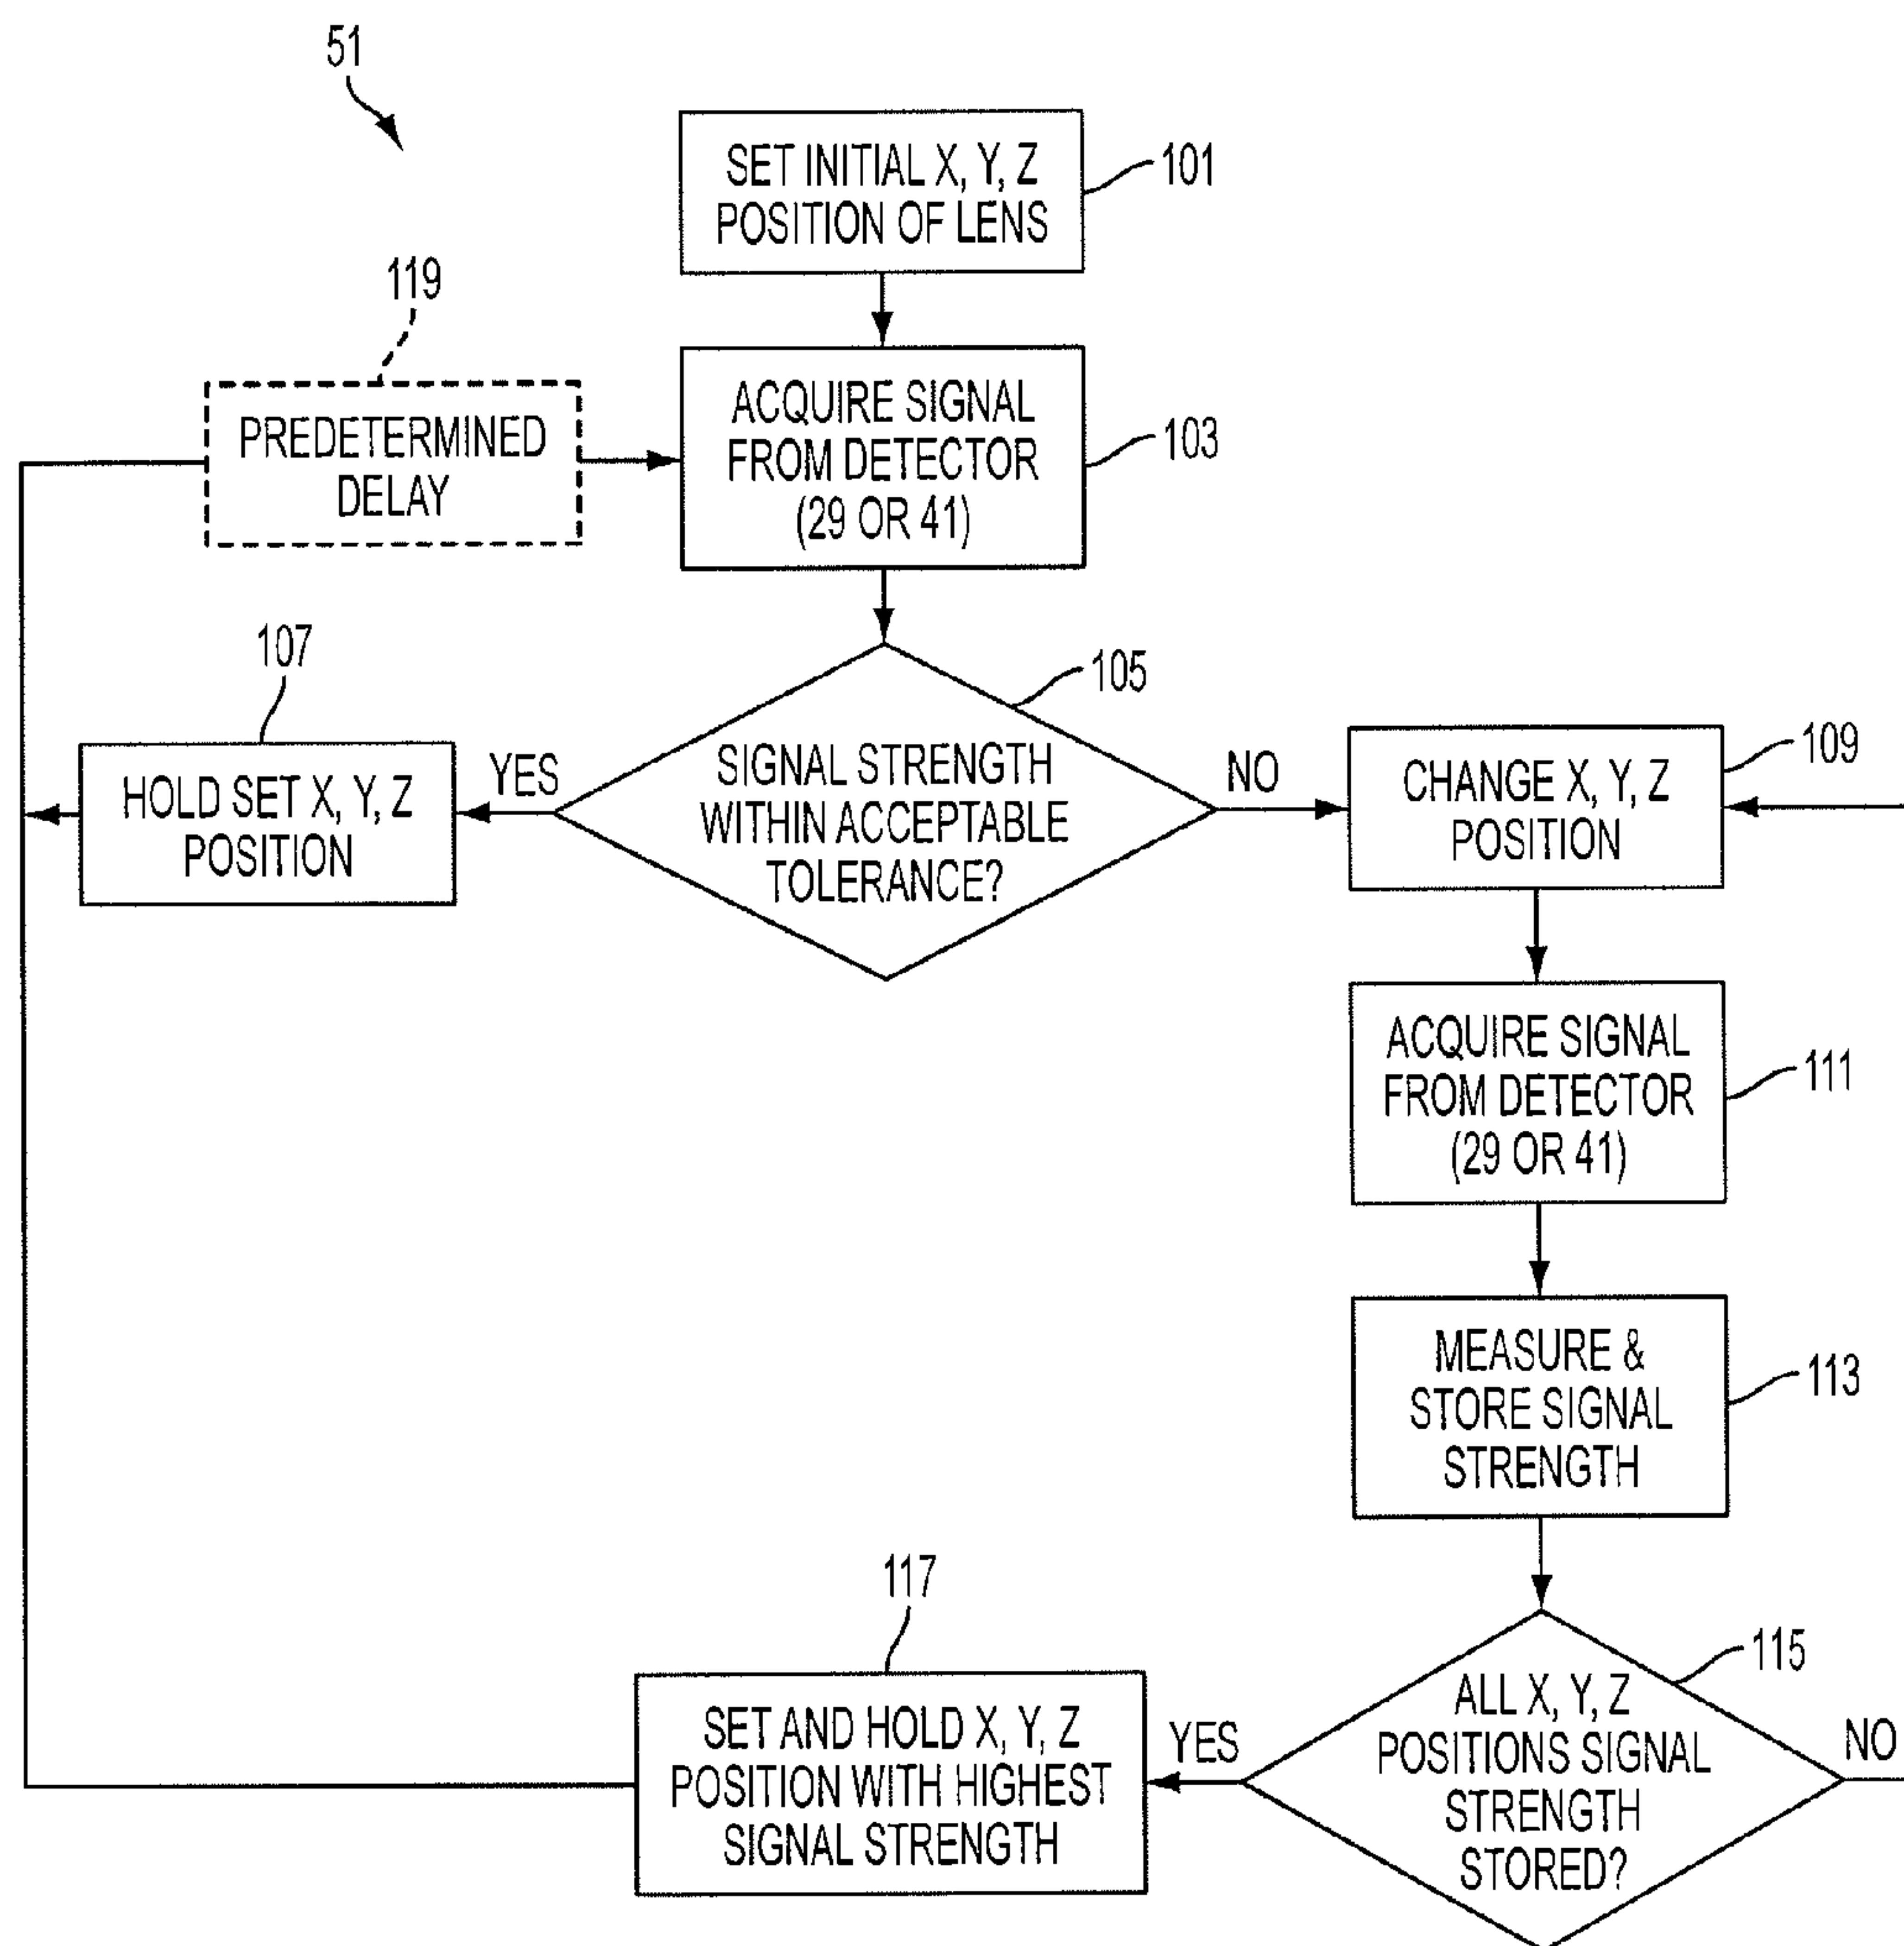 51
SET INITIAL X, Y, Z
POSITION OF LENS
101
119
PREDETERMINED
DELAY
ACQUIRE SIGNAL
FROM DETECTOR
(29 OR 41)
103
107
HOLD SET X, Y, Z
POSITION
YES
105
SIGNAL STRENGTH
WITHIN ACCEPTABLE
TOLERANCE?
NO
109
CHANGE X, Y, Z
POSITION
ACQUIRE SIGNAL
FROM DETECTOR
(29 OR 41)
111
MEASURE &
STORE SIGNAL
STRENGTH
113
115
ALL X, Y, Z
POSITIONS SIGNAL
STRENGTH
STORED?
NO
YES
117
SET AND HOLD X, Y, Z
POSITION WITH HIGHEST
SIGNAL STRENGTH